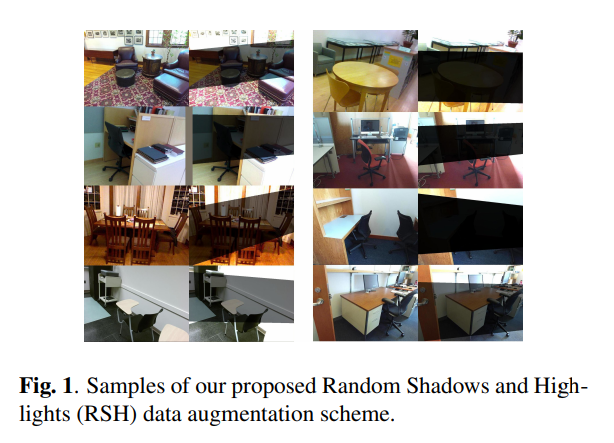 Fig. 1. Samples of our proposed Random Shadows and High-
lights (RSH) data augmentation scheme.